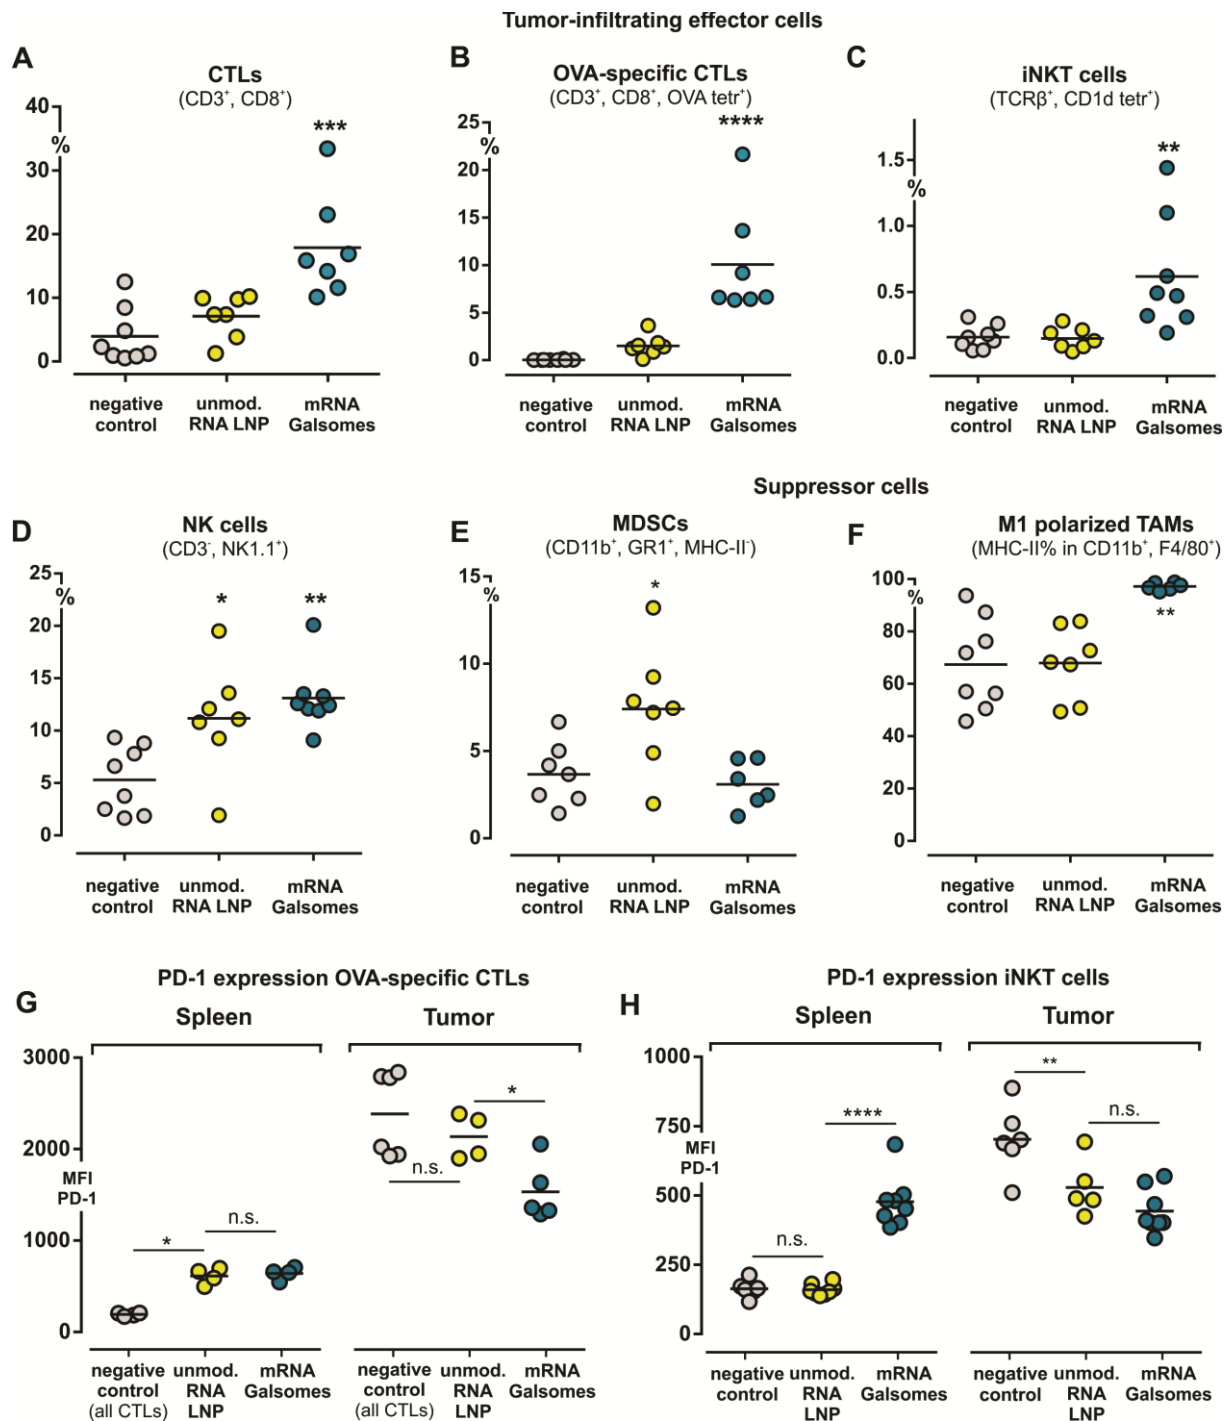 Tumor-infiltrating effector cells
A
CTLs
(CD3⁺, CD8⁺)
40
%
30
20
10
0
***
negative
control
unmod.
RNA LNP
mRNA
Galsomes
B
OVA-specific CTLs
(CD3⁺, CD8⁺, OVA tetr⁺)
25
%
20
15
10
5
0
****
negative
control
unmod.
RNA LNP
mRNA
Galsomes
C
iNKT cells
(TCRβ⁺, CD1d tetr⁺)
1.5
%
1.0
0.5
0.0
**
negative
control
unmod.
RNA LNP
mRNA
Galsomes
Suppressor cells
D
NK cells
(CD3⁻, NK1.1⁺)
25
%
20
15
10
5
0
*
**
negative
control
unmod.
RNA LNP
mRNA
Galsomes
E
MDSCs
(CD11b⁺, GR1⁺, MHC-II⁻)
15
%
10
5
0
*
negative
control
unmod.
RNA LNP
mRNA
Galsomes
F
M1 polarized TAMs
(MHC-II% in CD11b⁺, F4/80⁺)
100
%
80
60
40
20
0
**
negative
control
unmod.
RNA LNP
mRNA
Galsomes
G
PD-1 expression OVA-specific CTLs
Spleen
Tumor
3000
2000
MFI
PD-1
1000
0
*
n.s.
n.s.
*
negative
control
(all CTLs)
unmod.
RNA
LNP
mRNA
Galsomes
negative
control
(all CTLs)
unmod.
RNA
LNP
mRNA
Galsomes
H
PD-1 expression iNKT cells
Spleen
Tumor
1000
750
MFI
PD-1
500
250
0
n.s.
****
**
n.s.
negative
control
unmod.
RNA
LNP
mRNA
Galsomes
negative
control
unmod.
RNA
LNP
mRNA
Galsomes